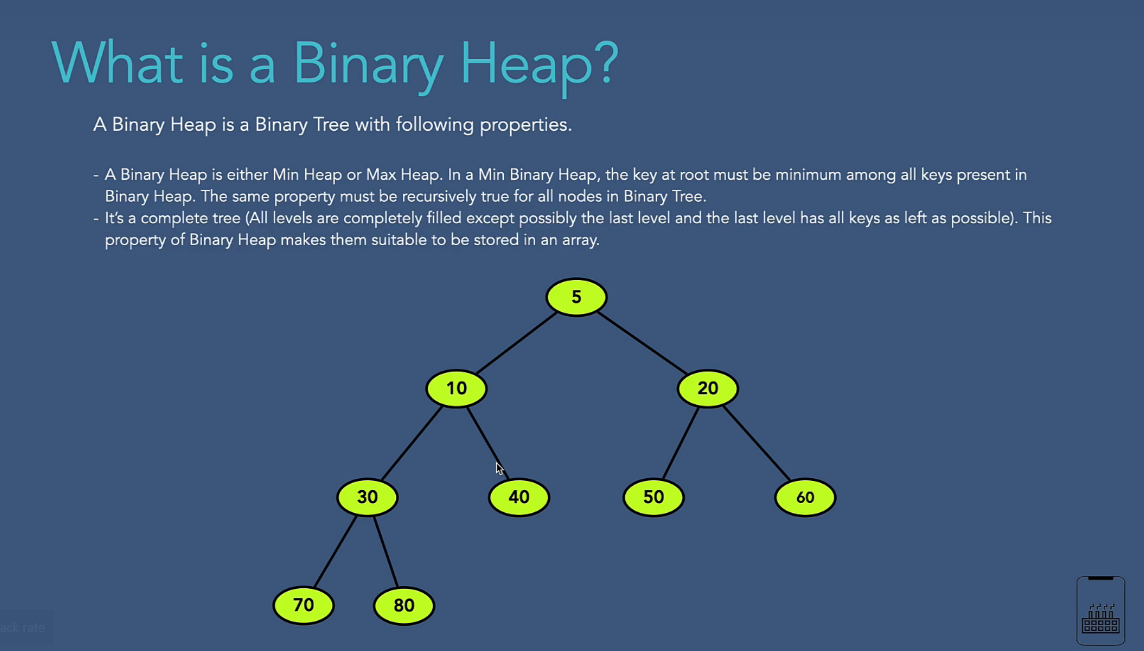 What is a Binary Heap?
A Binary Heap is a Binary Tree with following properties.
- A Binary Heap is either Min Heap or Max Heap. In a Min Binary Heap, the key at root must be minimum among all keys present in
Binary Heap. The same property must be recursively true for all nodes in Binary Tree.
- It’s a complete tree (All levels are completely filled except possibly the last level and the last level has all keys as left as possible). This
property of Binary Heap makes them suitable to be stored in an array.
5
10 20
30 40 50 60
70 80
ack rate